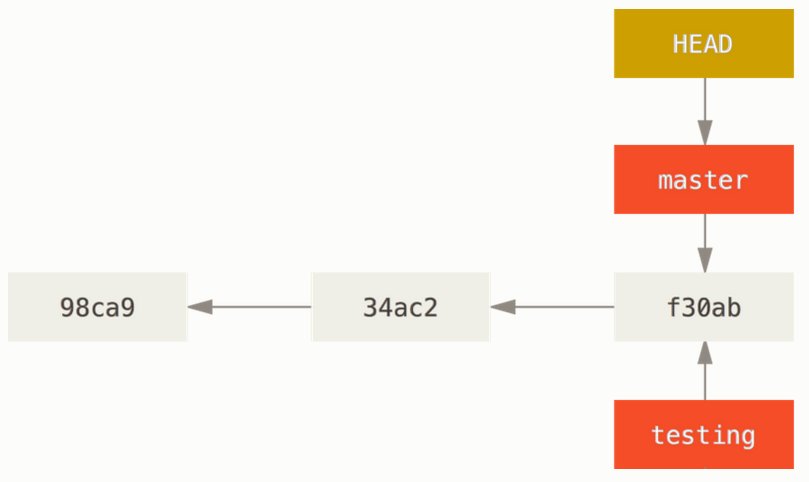 HEAD
master
98ca9
34ac2
f30ab
testing